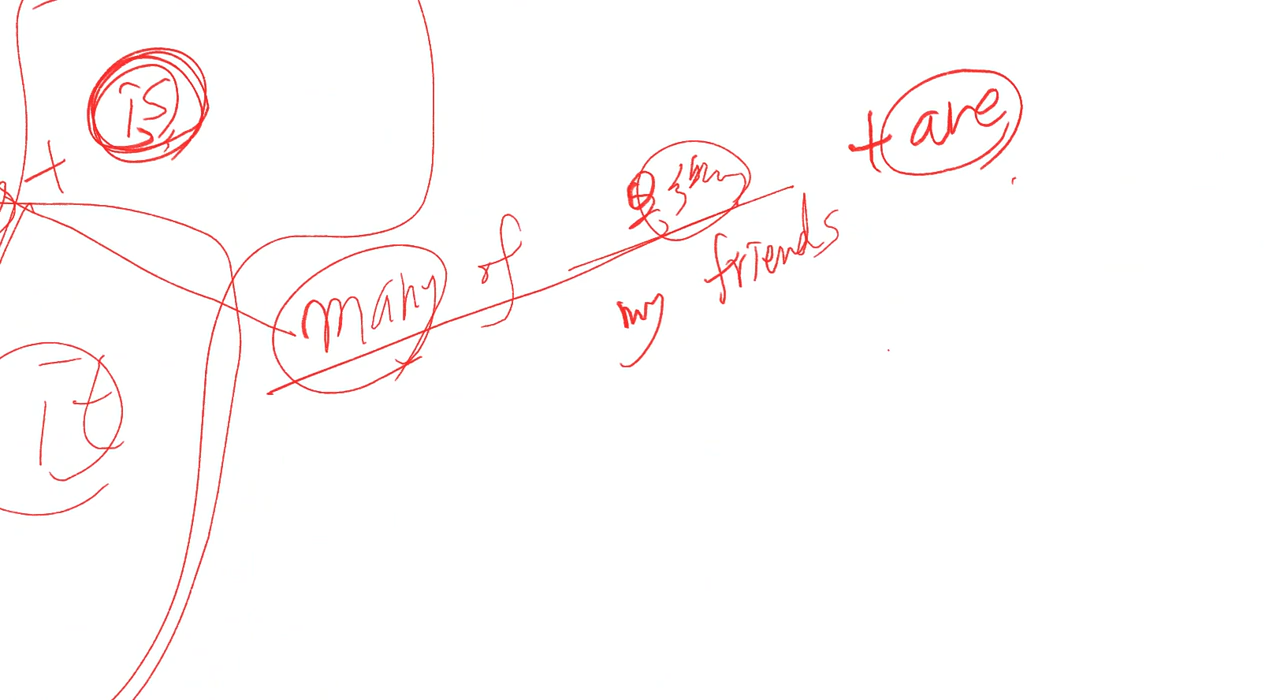 is
+
+ are
many of
my friends
it